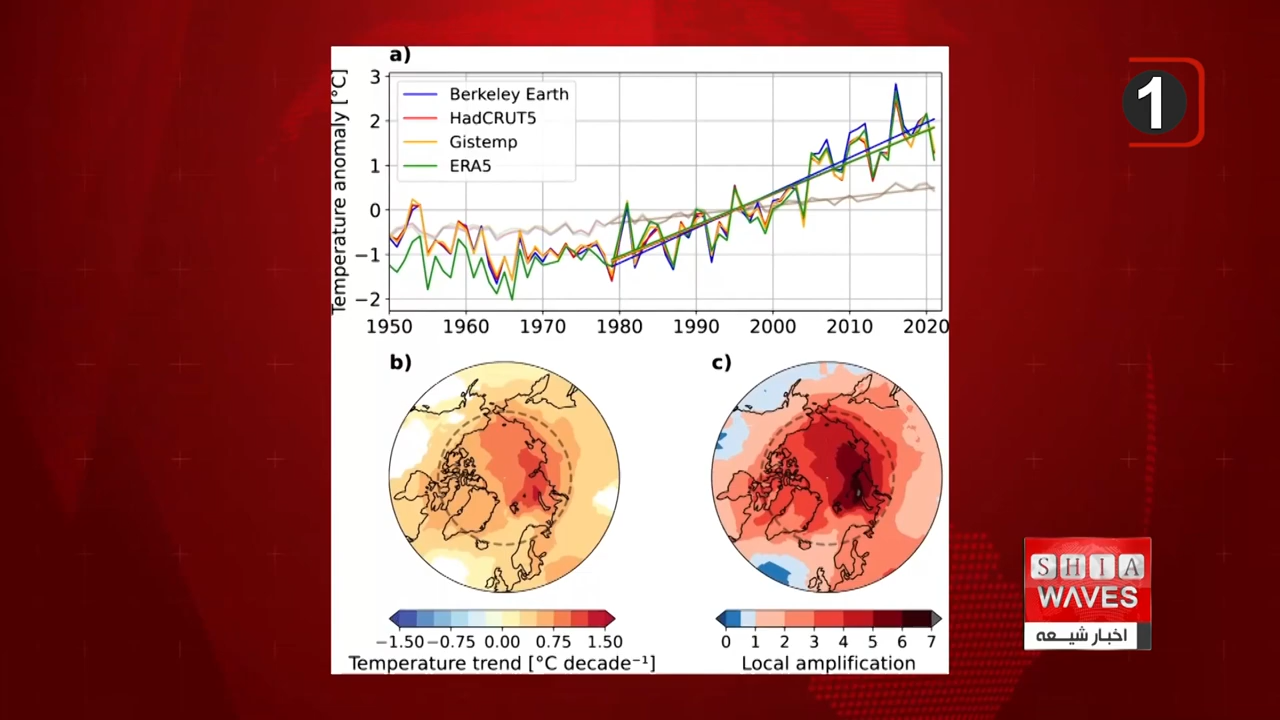 a)
Temperature anomaly [°C]
3
2
1
0
−1
−2
Berkeley Earth
HadCRUT5
Gistemp
ERA5
1950 1960 1970 1980 1990 2000 2010 2020
b)
c)
−1.50 −0.75 0.00 0.75 1.50
Temperature trend [°C decade⁻¹]
0 1 2 3 4 5 6 7
Local amplification
1
SHIA
WAVES
اخبار شیعه